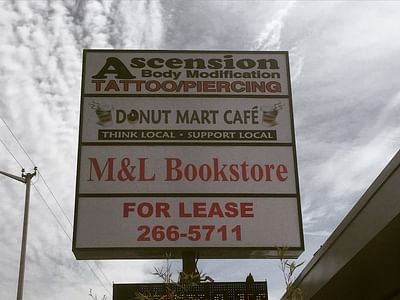 Ascension
Body Modification
TATTOO/PIERCING
DONUT MART CAFÉ
THINK LOCAL • SUPPORT LOCAL
M&L Bookstore
FOR LEASE
266-5711